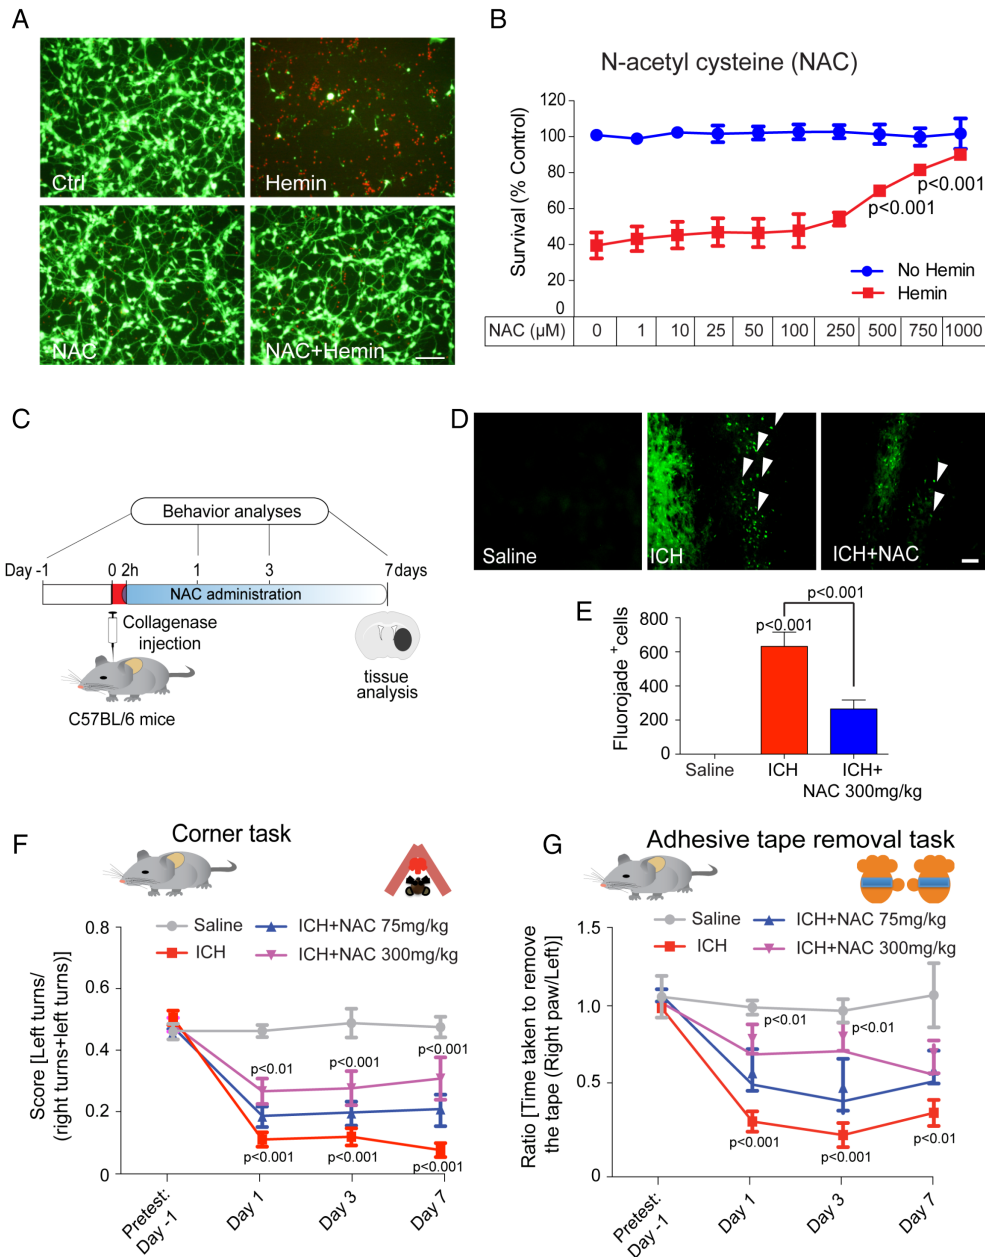 A
Ctrl
Hemin
NAC
NAC+Hemin
B
N-acetyl cysteine (NAC)
Survival (% Control)
120
100
80
60
40
20
0
p<0.001
p<0.001
No Hemin
Hemin
NAC (µM) 0 1 10 25 50 100 250 500 750 1000
C
Behavior analyses
Day -1 0 2h 1 3 7 days
NAC administration
Collagenase
injection
C57BL/6 mice
tissue
analysis
D
Saline
ICH
ICH+NAC
E
Fluorojade +cells
800
600
400
200
0
p<0.001
p<0.001
Saline
ICH
ICH+
NAC 300mg/kg
F
Corner task
Saline
ICH
ICH+NAC 75mg/kg
ICH+NAC 300mg/kg
Score [Left turns/
(right turns+left turns)]
0.8
0.6
0.4
0.2
0
p<0.01
p<0.001
p<0.001
p<0.001
p<0.001
p<0.001
Pretest:
Day -1
Day 1
Day 3
Day 7
G
Adhesive tape removal task
Saline
ICH
ICH+NAC 75mg/kg
ICH+NAC 300mg/kg
Ratio [Time taken to remove
the tape (Right paw/Left)]
1.5
1.0
0.5
0
p<0.01
p<0.01
p<0.001
p<0.001
p<0.01
Pretest:
Day -1
Day 1
Day 3
Day 7